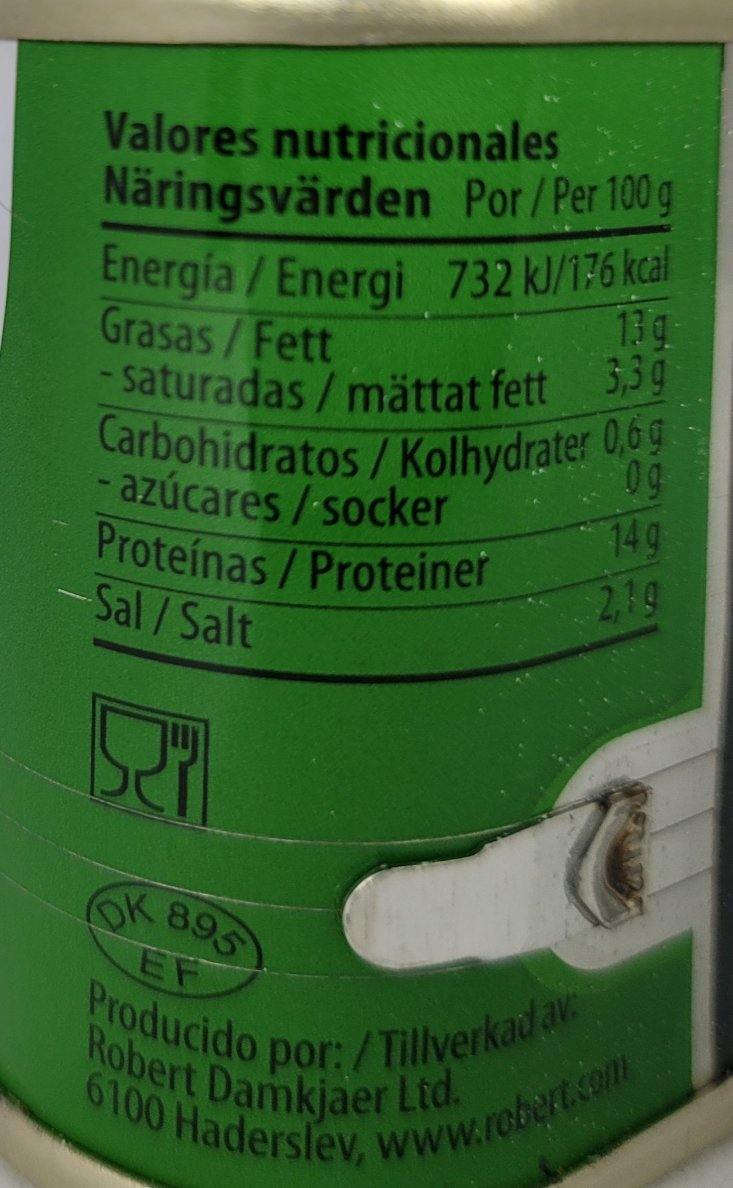 Valores nutricionales
Näringsvärden Por / Per 100 g
Energía / Energi 732 kJ/176 kcal
Grasas / Fett 13 g
- saturadas / mättat fett 3,3 g
Carbohidratos / Kolhydrater 0,6 g
- azúcares / socker 0 g
Proteínas / Proteiner 14 g
Sal / Salt 2,1 g
DK 895
EF
Producido por: / Tillverkad av:
Robert Damkjaer Ltd.
6100 Haderslev, www.robert.com